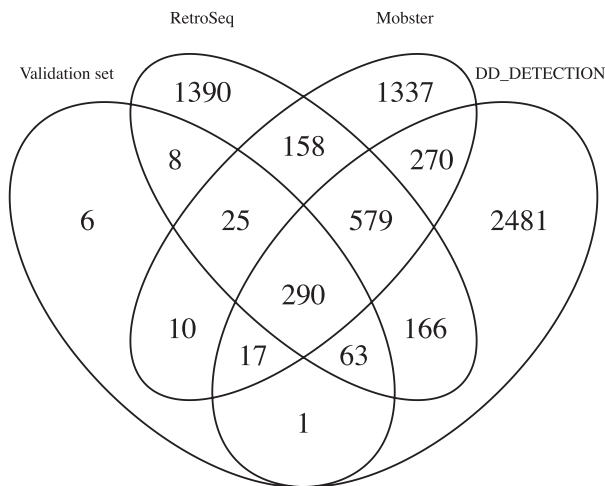 RetroSeq Mobster
Validation set DD_DETECTION
1390 1337
8 158 270
6 25 579 2481
290
10 166
17 63
1